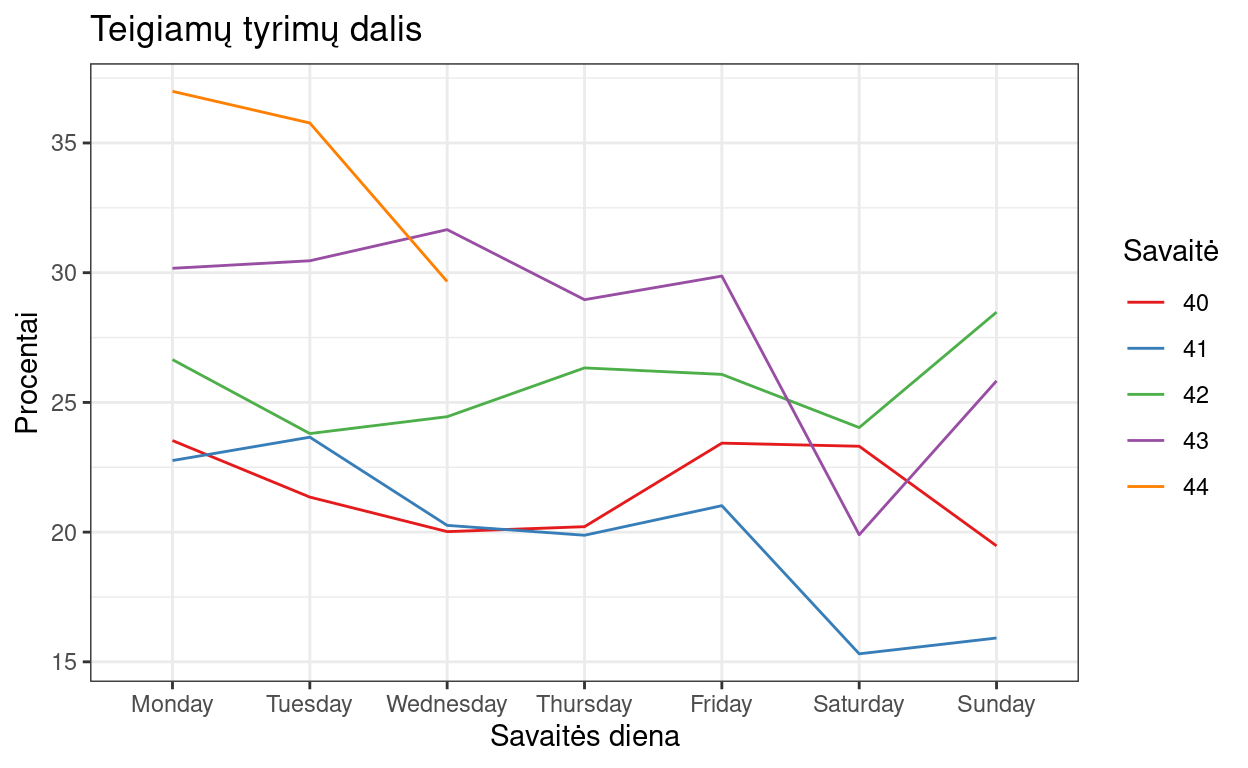 Teigiamų tyrimų dalis
Procentai
35
30
25
20
15
Monday Tuesday Wednesday Thursday Friday Saturday Sunday
Savaitės diena
Savaitė
40
41
42
43
44